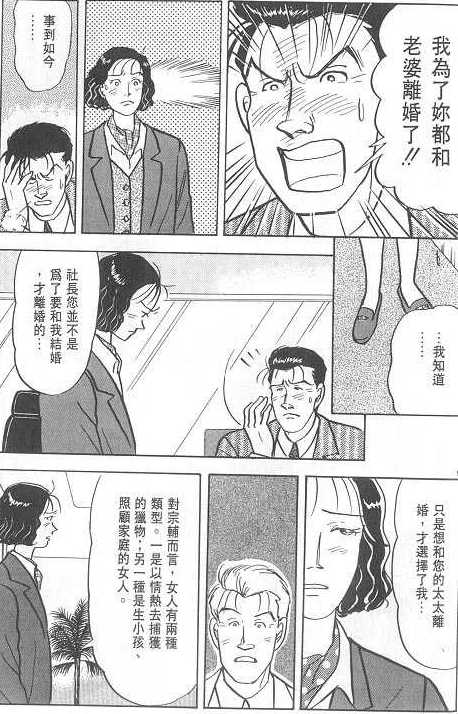 我為了妳都和
老婆離婚了!!
事到如今
……
…我知道
……
社長您並不是
為了要和我結婚
，才離婚的…
只是想和您的太太離
婚，才選擇了我…
對宗輔而言，女人有兩種
類型。一是以情熱去捕獲
的獵物；另一種是生小孩、
照顧家庭的女人。